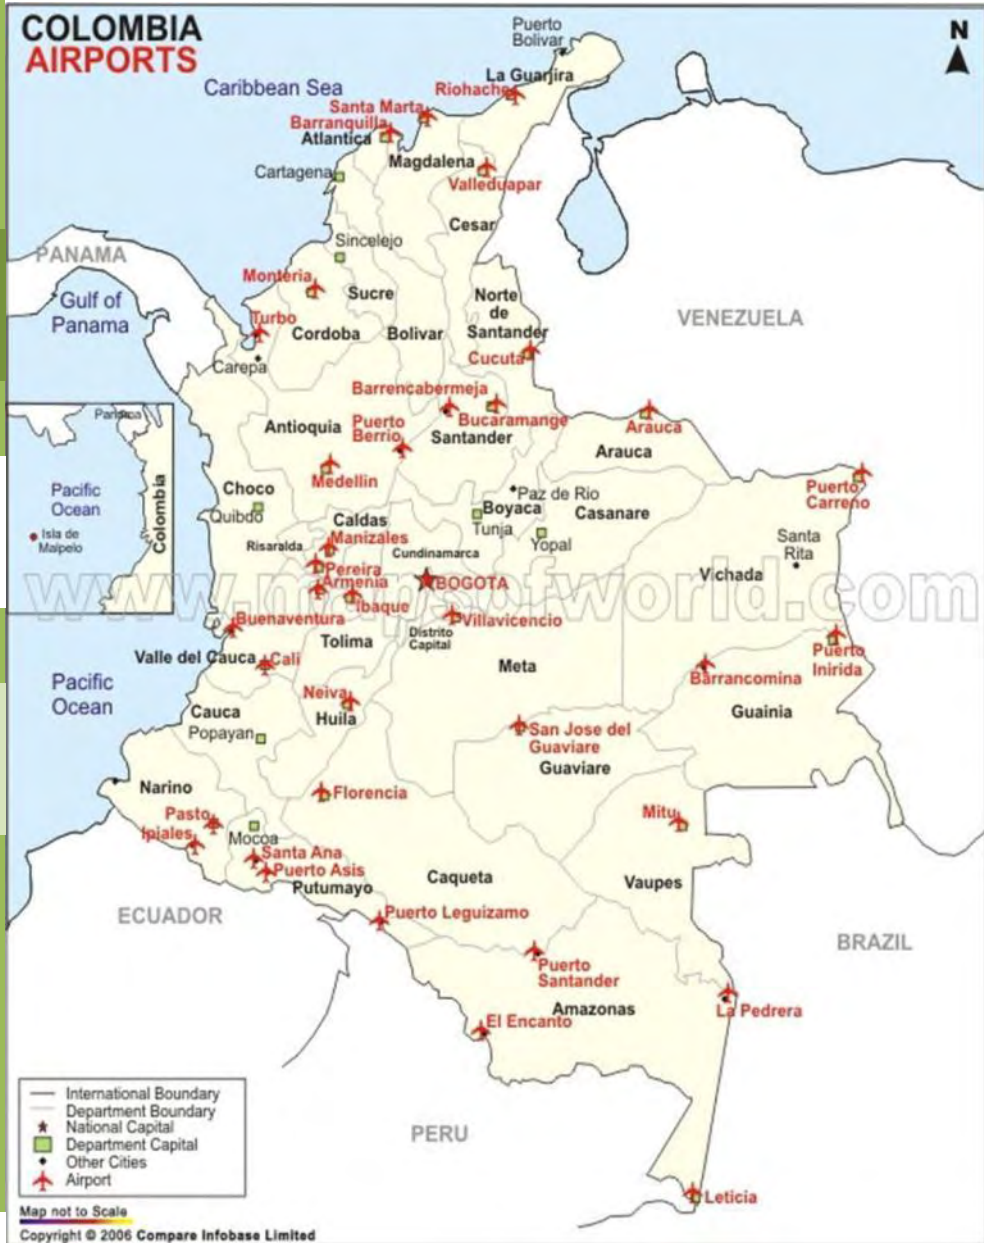 COLOMBIA
AIRPORTS
N
Puerto
Bolivar
La Guarjira
Caribbean Sea
Riohache
Santa Marta
Barranquilla
Atlantica
Magdalena
Cartagena
Valleduapar
Cesar
Sincelejo
PANAMA
Monteria
Gulf of
Panama
Sucre
Norte
de
Santander
VENEZUELA
Turbo
Cordoba
Bolivar
Carepa
Cucuta
Barrencabermeja
Bucaramange
Puerto
Berrio
Santander
Arauca
Antioquia
Arauca
Panama
Medellin
Puerto
Carreno
Pacific
Ocean
Isla de
Malpelo
Colombia
Choco
Quibdo
Paz de Rio
Boyaca
Tunja
Casanare
Yopal
Caldas
Manizales
Risaralda
Cundinamarca
Santa
Rita
Pereira
Armenia
BOGOTA
Vichada
www.mapsofworld.com
Ibaque
Buenaventura
Villavicencio
Tolima
Distrito
Capital
Valle del Cauca
Cali
Meta
Puerto
Inirida
Barrancomina
Pacific
Ocean
Neiva
Huila
Cauca
Popayan
Guainia
San Jose del
Guaviare
Guaviare
Narino
Florencia
Pasto
Ipiales
Mitu
Mocoa
Santa Ana
Puerto Asis
Putumayo
Caqueta
Vaupes
ECUADOR
Puerto Leguizamo
BRAZIL
Puerto
Santander
La Pedrera
Amazonas
El Encanto
International Boundary
Department Boundary
National Capital
Department Capital
Other Cities
Airport
PERU
Leticia
Map not to Scale
Copyright © 2006 Compare Infobase Limited